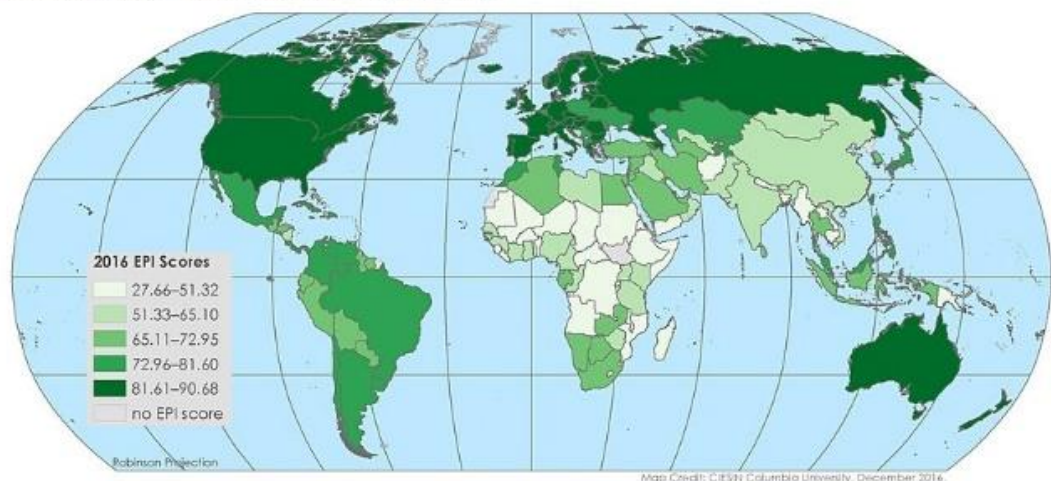 2016 EPI Scores
27.66–51.32
51.33–65.10
65.11–72.95
72.96–81.60
81.61–90.68
no EPI score
Robinson Projection
Map Credit: CIESIN Columbia University, December 2016.